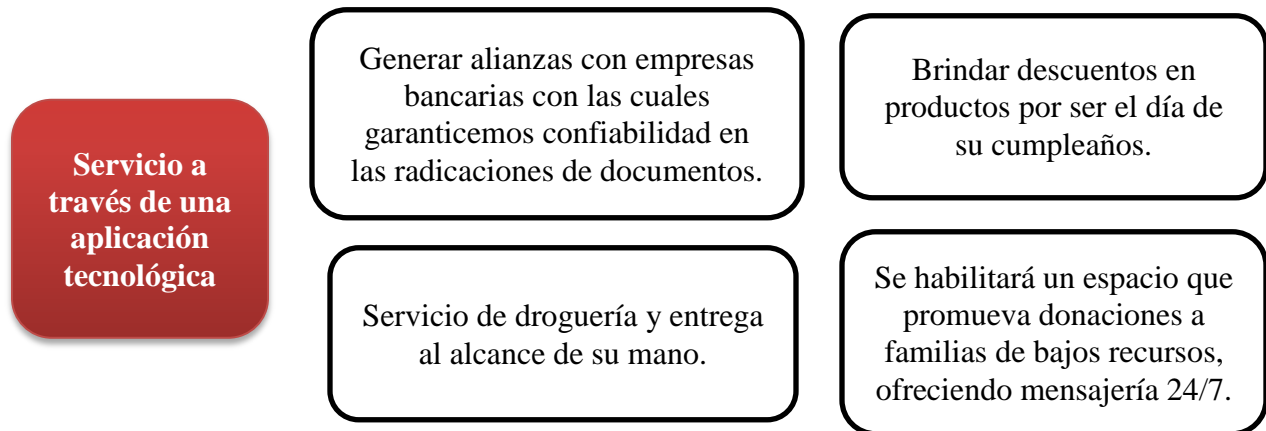 Servicio a
través de una
aplicación
tecnológica
Generar alianzas con empresas
bancarias con las cuales
garanticemos confiabilidad en
las radicaciones de documentos.
Brindar descuentos en
productos por ser el día de
su cumpleaños.
Servicio de droguería y entrega
al alcance de su mano.
Se habilitará un espacio que
promueva donaciones a
familias de bajos recursos,
ofreciendo mensajería 24/7.